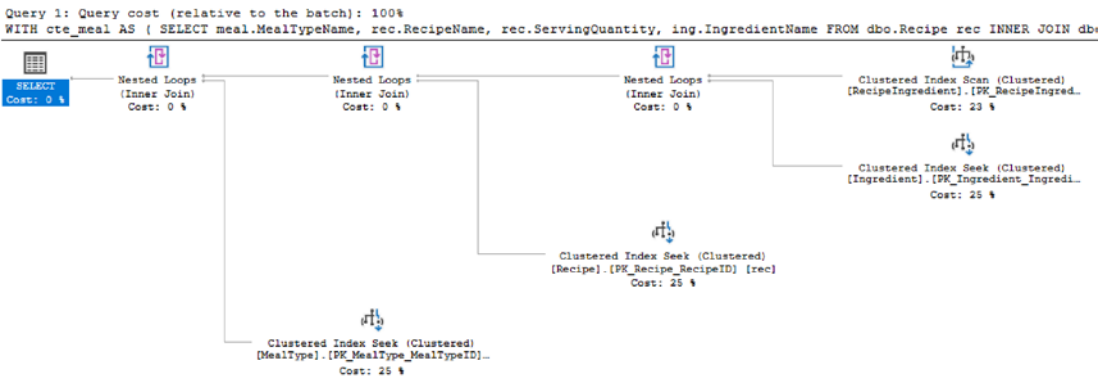 Query 1: Query cost (relative to the batch): 100%
WITH cte_meal AS ( SELECT meal.MealTypeName, rec.RecipeName, rec.ServingQuantity, ing.IngredientName FROM dbo.Recipe rec INNER JOIN dbo
SELECT
Cost: 0 %
Nested Loops
(Inner Join)
Cost: 0 %
Nested Loops
(Inner Join)
Cost: 0 %
Nested Loops
(Inner Join)
Cost: 0 %
Clustered Index Scan (Clustered)
[RecipeIngredient].[PK_RecipeIngred…
Cost: 23 %
Clustered Index Seek (Clustered)
[Ingredient].[PK_Ingredient_Ingredi…
Cost: 25 %
Clustered Index Seek (Clustered)
[Recipe].[PK_Recipe_RecipeID] [rec]
Cost: 25 %
Clustered Index Seek (Clustered)
[MealType].[PK_MealType_MealTypeID]…
Cost: 25 %